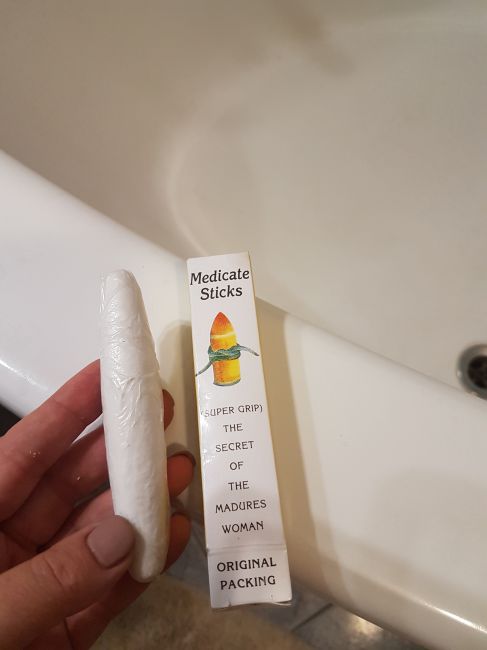 Medicate
Sticks
(SUPER GRIP)
THE
SECRET
OF
THE
MADURES
WOMAN
ORIGINAL
PACKING